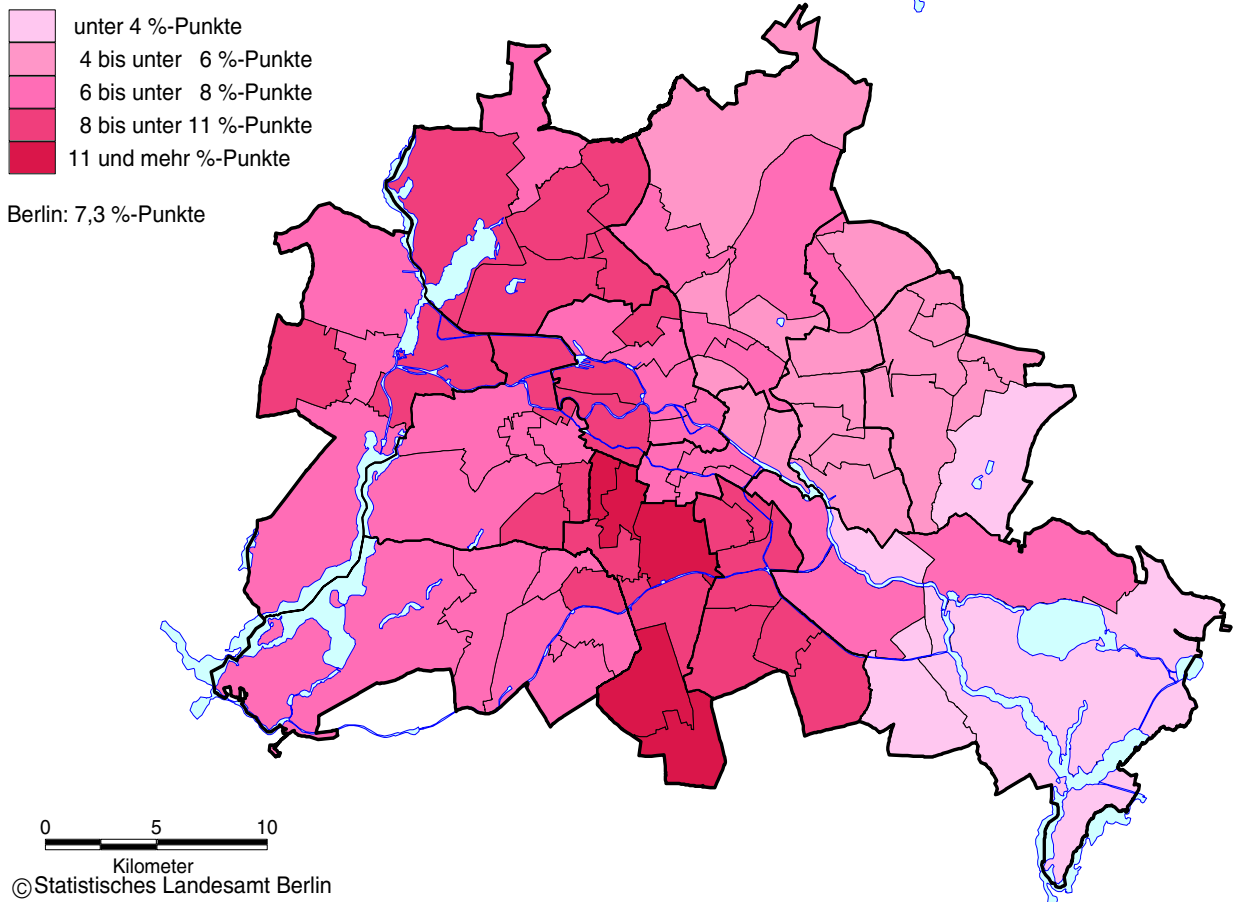 unter 4 %-Punkte
4 bis unter 6 %-Punkte
6 bis unter 8 %-Punkte
8 bis unter 11 %-Punkte
11 und mehr %-Punkte
Berlin: 7,3 %-Punkte
0 5 10
Kilometer
©Statistisches Landesamt Berlin